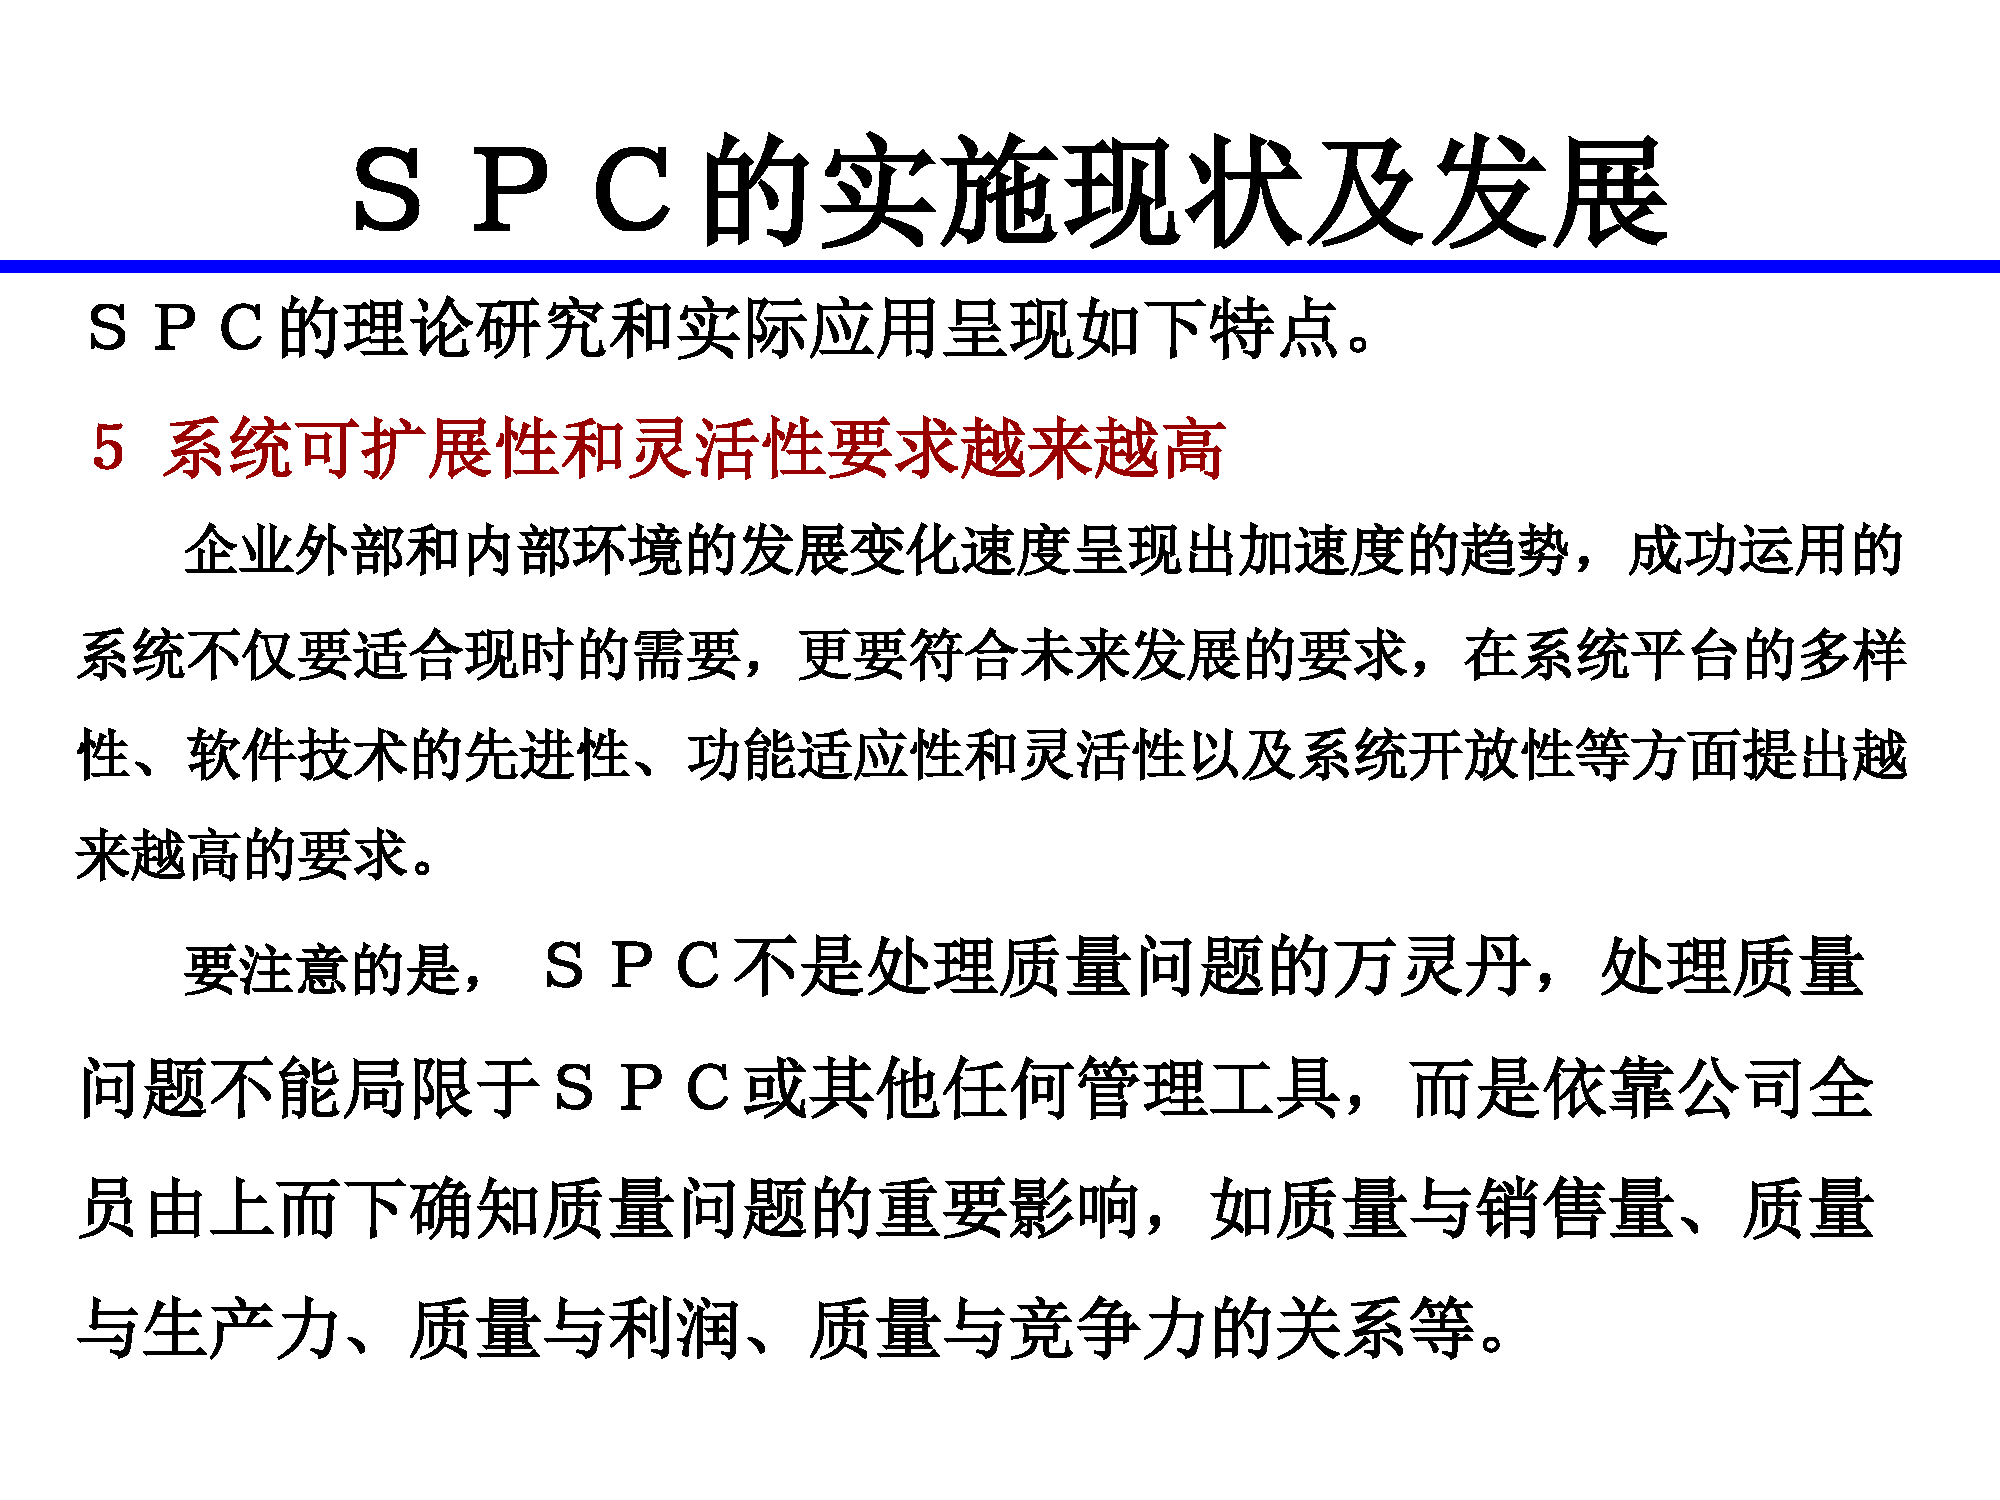 ＳＰＣ的实施现状及发展
ＳＰＣ的理论研究和实际应用呈现如下特点。
5 系统可扩展性和灵活性要求越来越高
企业外部和内部环境的发展变化速度呈现出加速度的趋势，成功运用的
系统不仅要适合现时的需要，更要符合未来发展的要求，在系统平台的多样
性、软件技术的先进性、功能适应性和灵活性以及系统开放性等方面提出越
来越高的要求。
要注意的是， ＳＰＣ不是处理质量问题的万灵丹，处理质量
问题不能局限于ＳＰＣ或其他任何管理工具，而是依靠公司全
员由上而下确知质量问题的重要影响，如质量与销售量、质量
与生产力、质量与利润、质量与竞争力的关系等。